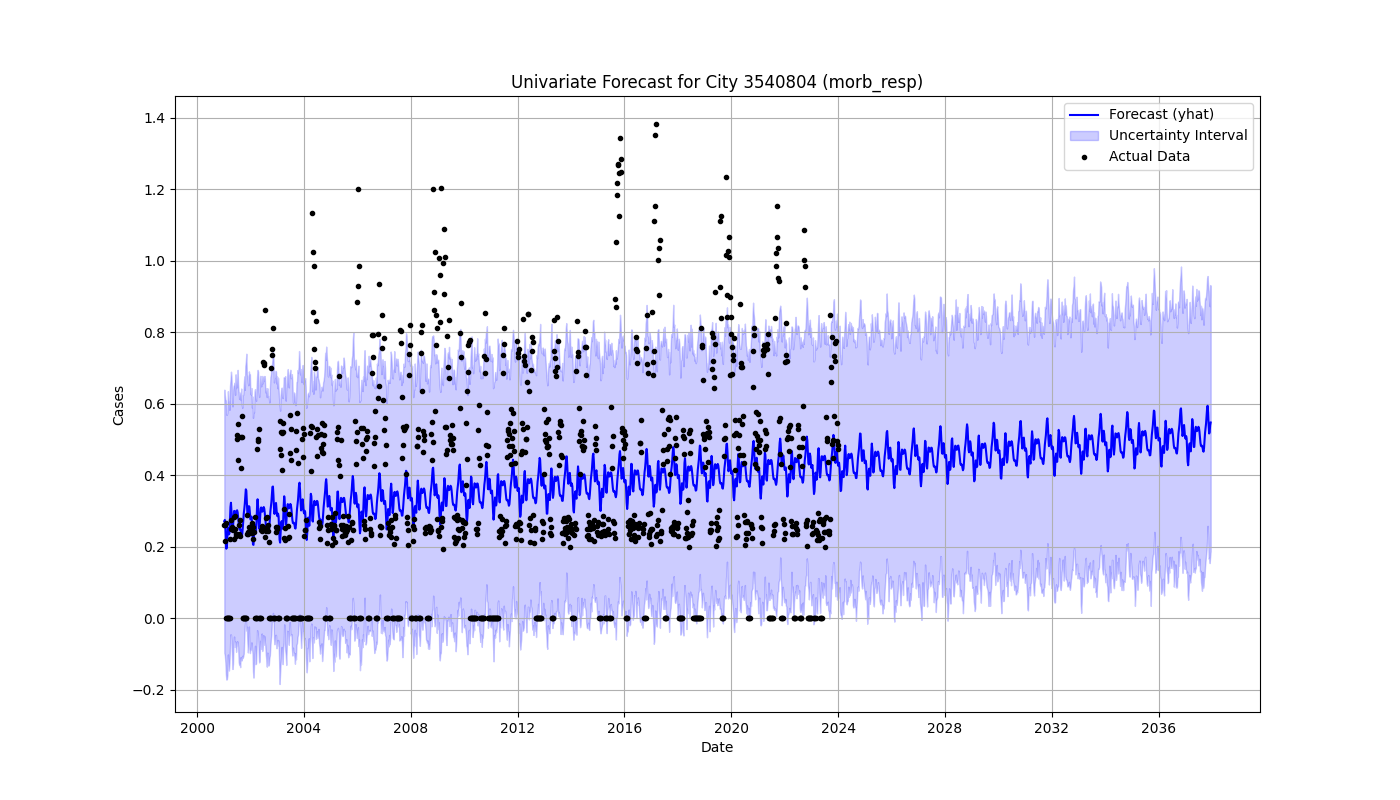 Univariate Forecast for City 3540804 (morb_resp)
Forecast (yhat)
Uncertainty Interval
Actual Data
Cases
1.4
1.2
1.0
0.8
0.6
0.4
0.2
0.0
−0.2
2000 2004 2008 2012 2016 2020 2024 2028 2032 2036
Date